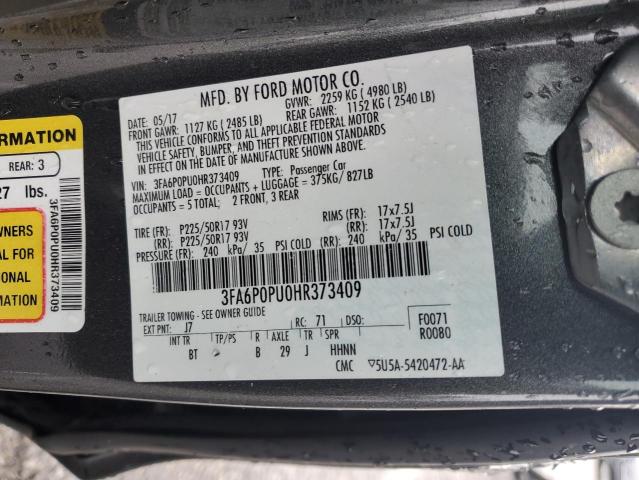 MFD. BY FORD MOTOR CO.
DATE: 05/17 GVWR: 2259 KG ( 4980 LB)
FRONT GAWR: 1127 KG ( 2485 LB) REAR GAWR: 1152 KG ( 2540 LB)
THIS VEHICLE CONFORMS TO ALL APPLICABLE FEDERAL MOTOR
VEHICLE SAFETY, BUMPER, AND THEFT PREVENTION STANDARDS
IN EFFECT ON THE DATE OF MANUFACTURE SHOWN ABOVE.
VIN: 3FA6P0PU0HR373409 TYPE: Passenger Car
MAXIMUM LOAD = OCCUPANTS + LUGGAGE = 375KG/ 827LB
OCCUPANTS = 5 TOTAL: 2 FRONT, 3 REAR
TIRE (FR): P225/50R17 93V RIMS (FR): 17x7.5J
(RR): P225/50R17 93V (RR): 17x7.5J
PRESSURE (FR): 240 kPa/ 35 PSI COLD (RR): 240 kPa/ 35 PSI COLD
3FA6P0PU0HR373409
TRAILER TOWING - SEE OWNER GUIDE
EXT PNT: J7 RC: 71 DSO: F0071
R0080
INT TR TP/PS R AXLE TR SPR
BT B 29 J HHNN
CMC 5U5A-5420472-AA
ORMATION
REAR: 3
27 lbs.
WNERS
AL FOR
IONAL
MATION
3FA6P0PU0HR373409